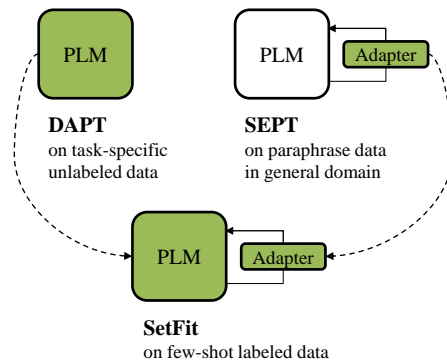 PLM
PLM
Adapter
DAPT
on task-specific
unlabeled data
SEPT
on paraphrase data
in general domain
PLM
Adapter
SetFit
on few-shot labeled data